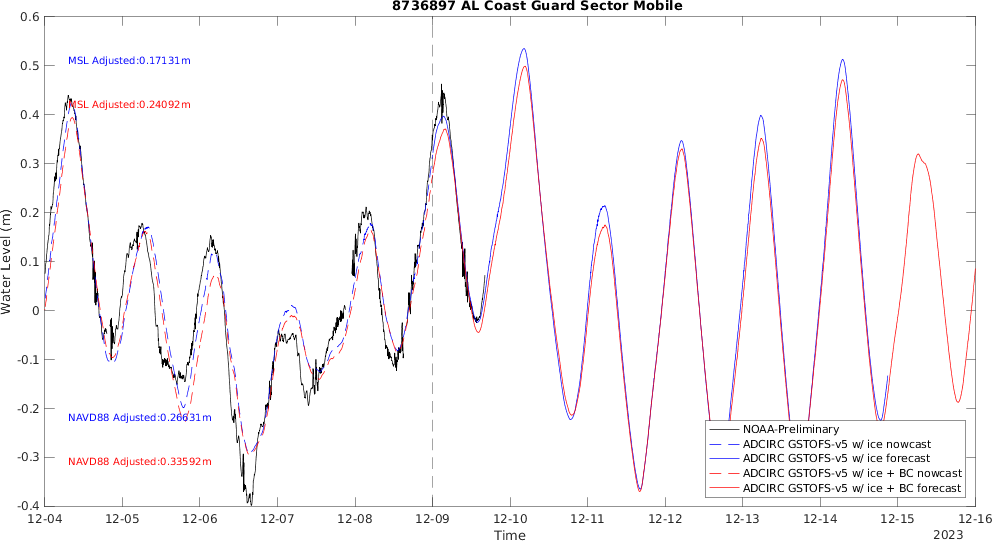 8736897 AL Coast Guard Sector Mobile
0.6
0.5
0.4
0.3
0.2
0.1
0
-0.1
-0.2
-0.3
-0.4
Water Level (m)
MSL Adjusted:0.17131m
MSL Adjusted:0.24092m
NAVD88 Adjusted:0.26631m
NAVD88 Adjusted:0.33592m
NOAA-Preliminary
ADCIRC GSTOFS-v5 w/ ice nowcast
ADCIRC GSTOFS-v5 w/ ice forecast
ADCIRC GSTOFS-v5 w/ ice + BC nowcast
ADCIRC GSTOFS-v5 w/ ice + BC forecast
12-04 12-05 12-06 12-07 12-08 12-09 12-10 12-11 12-12 12-13 12-14 12-15 12-16
Time
2023